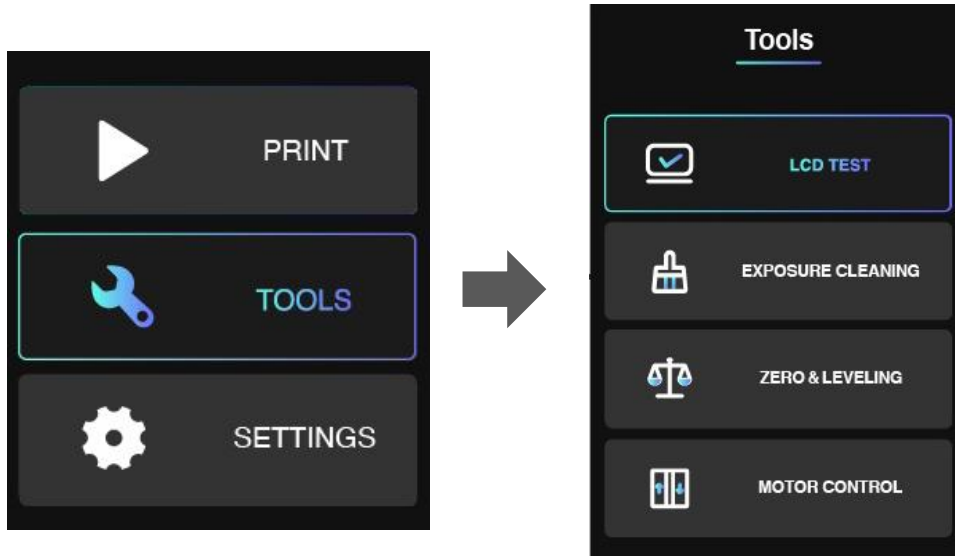 PRINT
TOOLS
SETTINGS
Tools
LCD TEST
EXPOSURE CLEANING
ZERO & LEVELING
MOTOR CONTROL